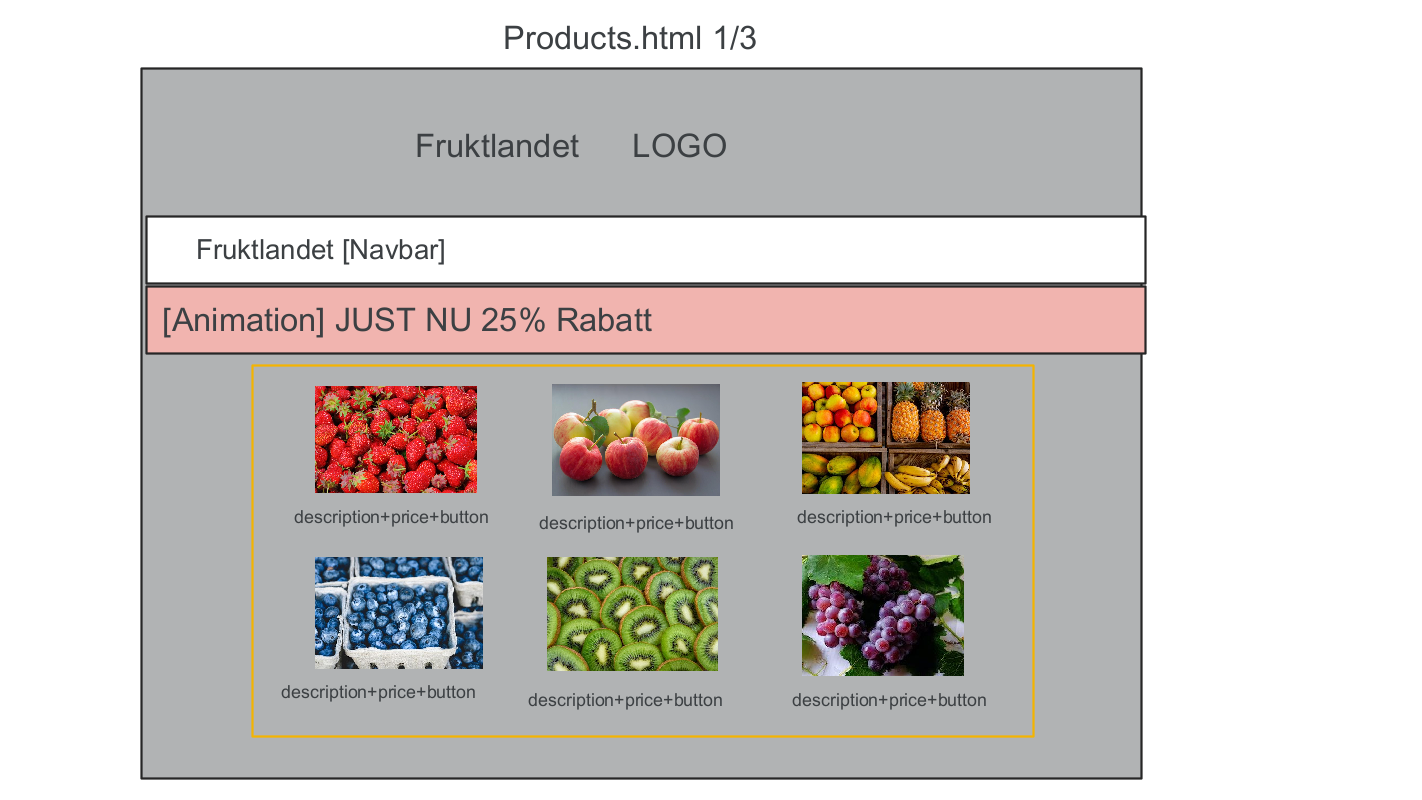 Products.html 1/3
Fruktlandet LOGO
Fruktlandet [Navbar]
[Animation] JUST NU 25% Rabatt
description+price+button
description+price+button
description+price+button
description+price+button
description+price+button
description+price+button